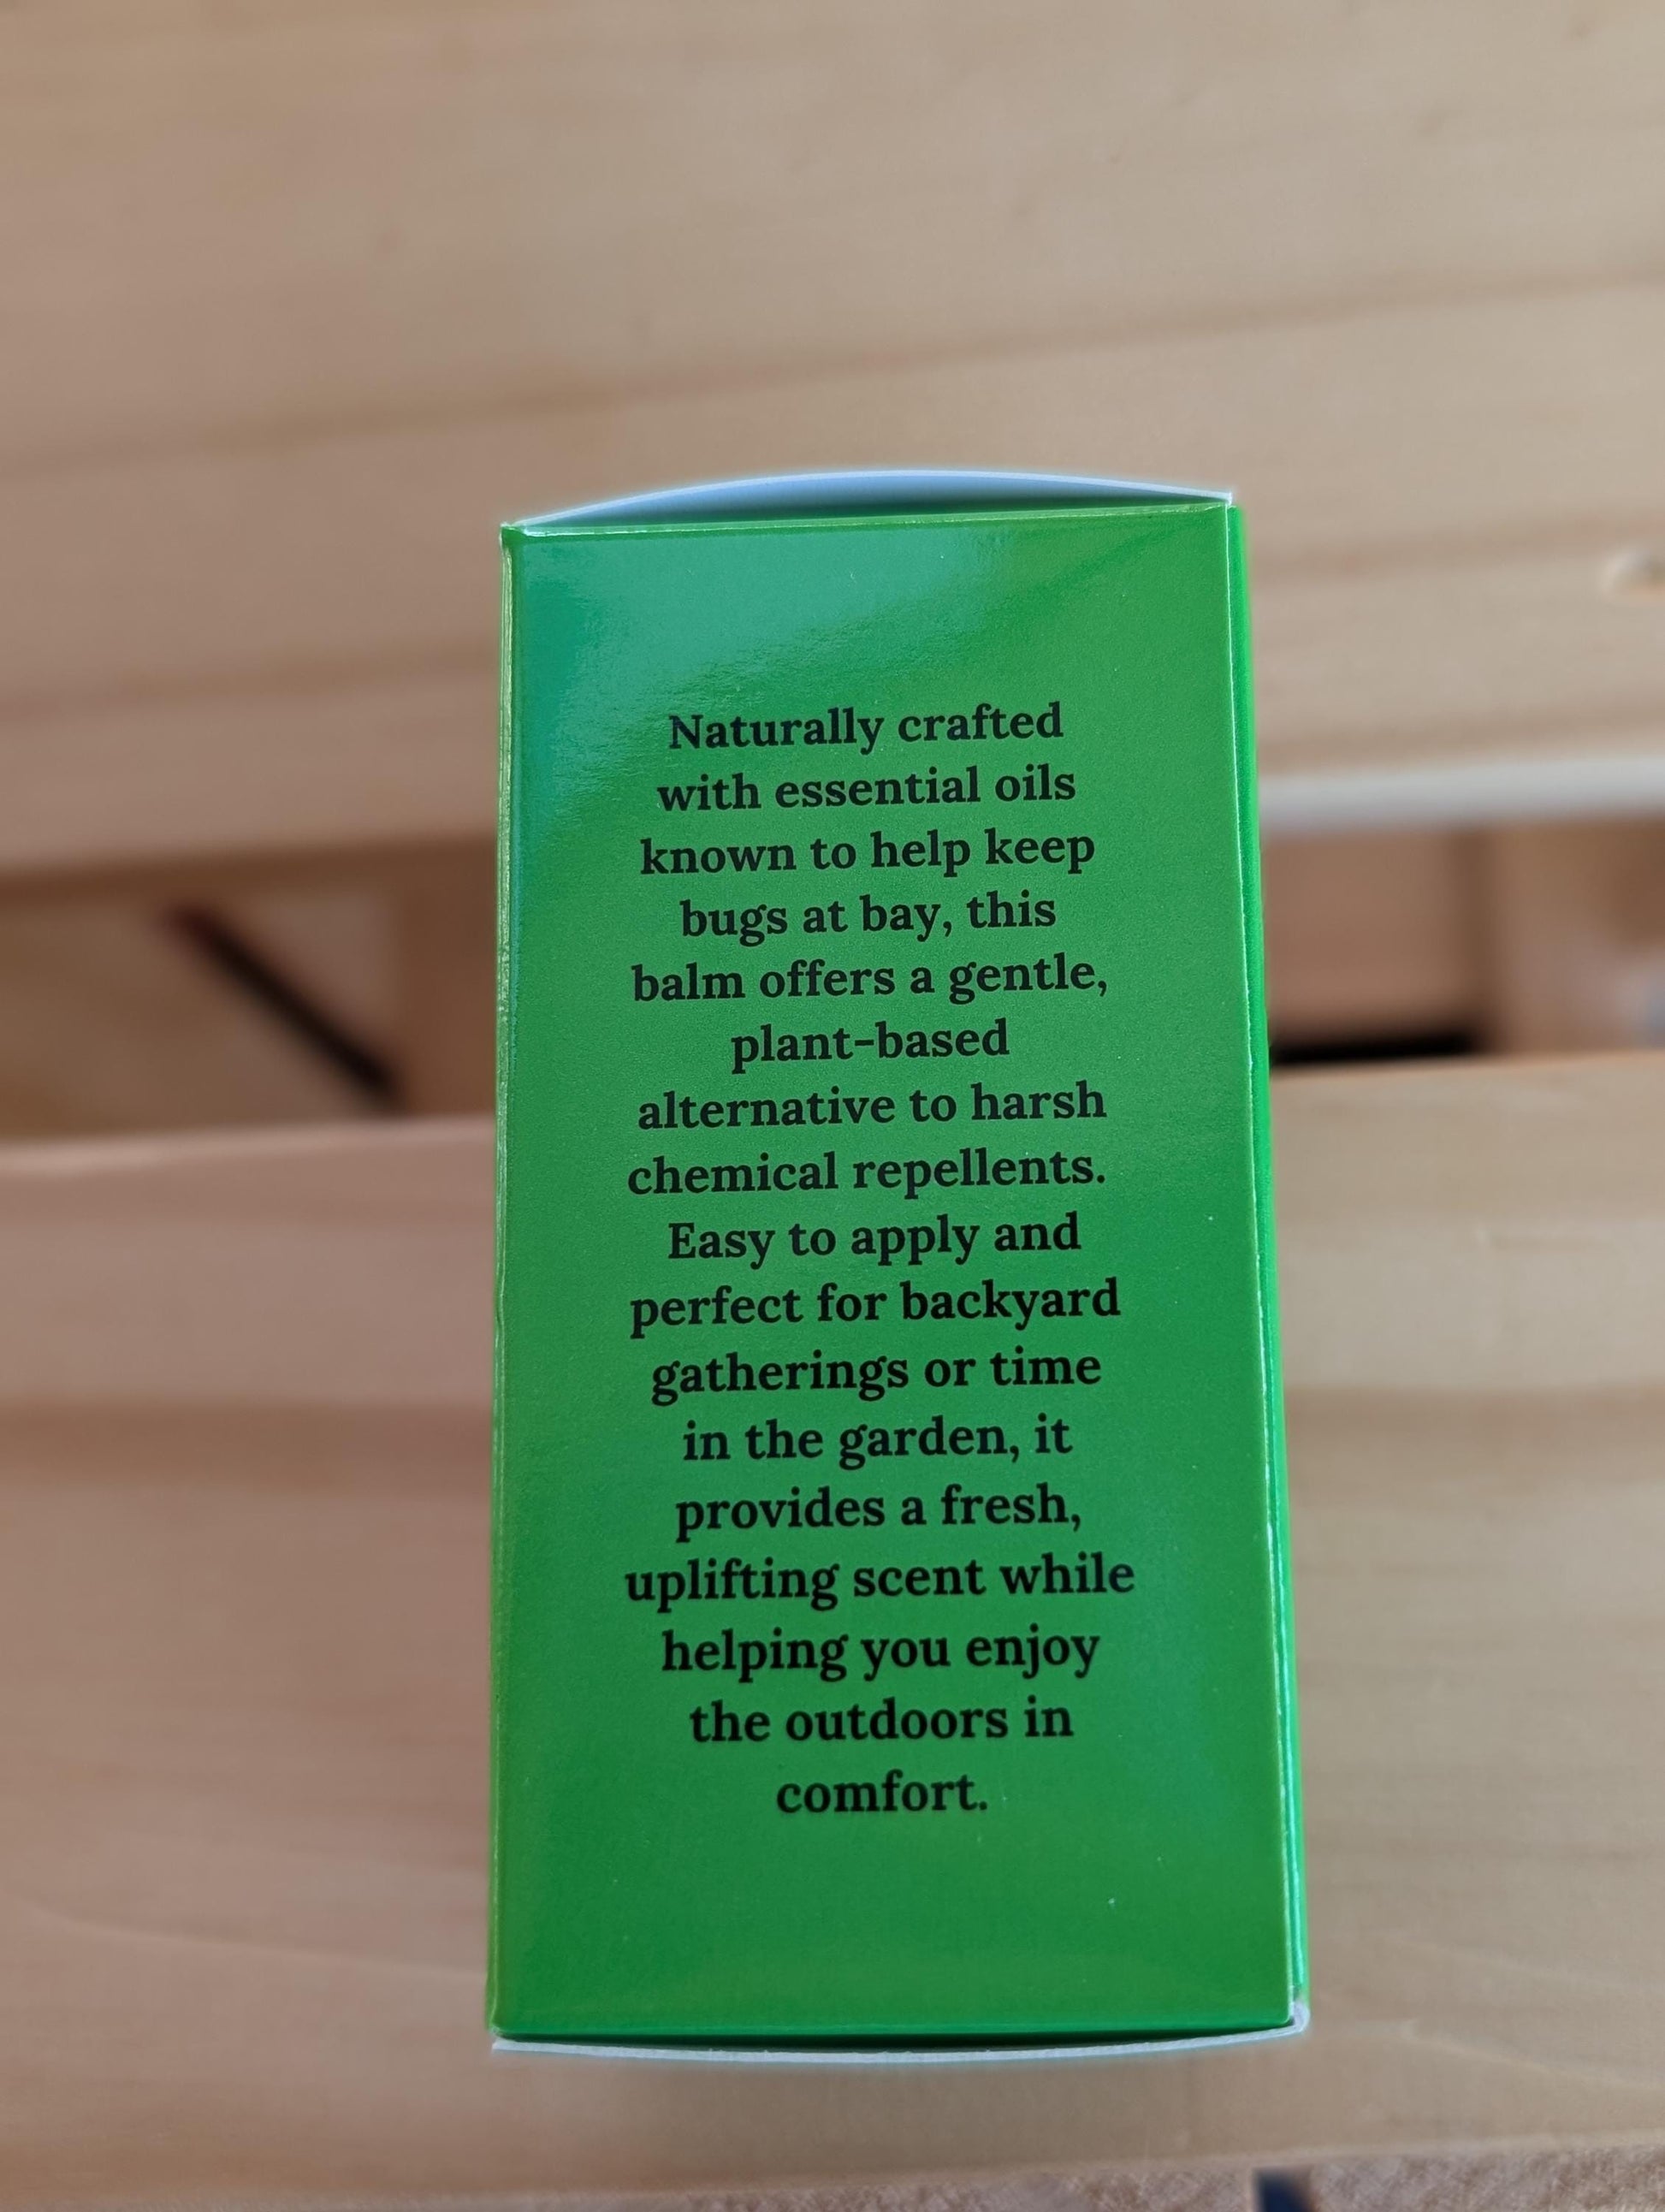 Naturally crafted
with essential oils
known to help keep
bugs at bay, this
balm offers a gentle,
plant-based
alternative to harsh
chemical repellents.
Easy to apply and
perfect for backyard
gatherings or time
in the garden, it
provides a fresh,
uplifting scent while
helping you enjoy
the outdoors in
comfort.